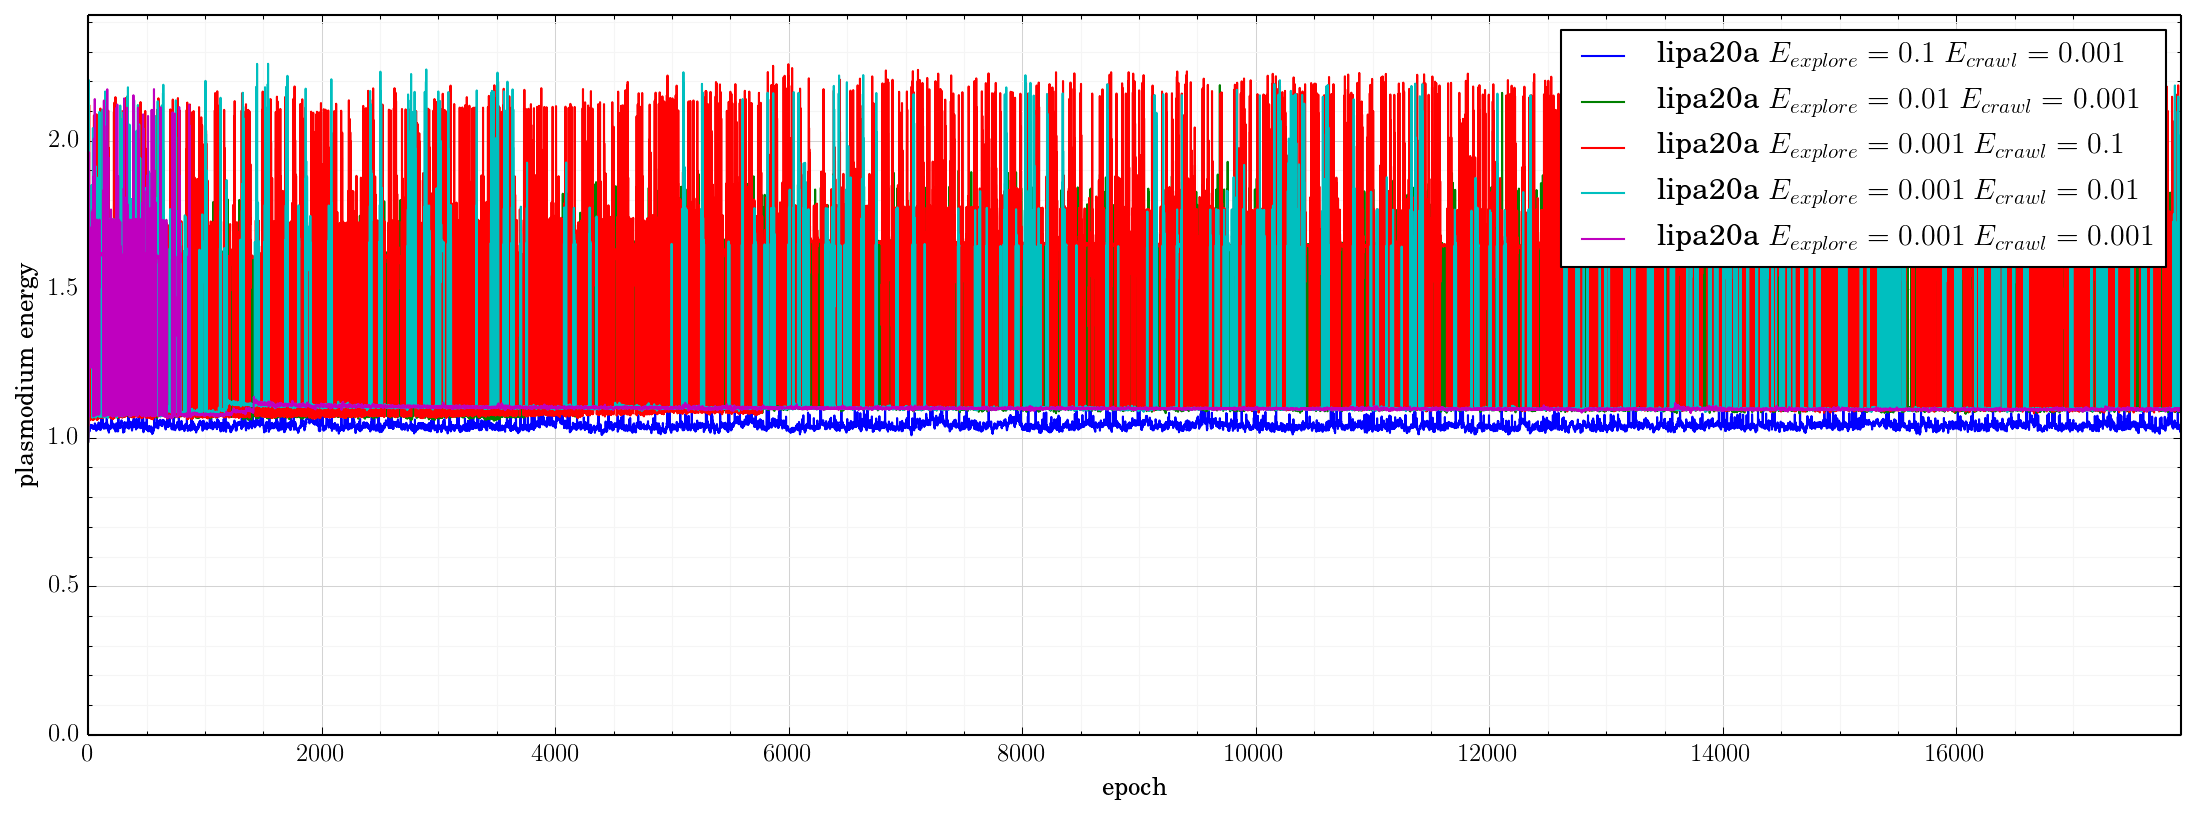 plasmodium energy
2.0
1.5
1.0
0.5
0.0
0 2000 4000 6000 8000 10000 12000 14000 16000
epoch
lipa20a E_explore = 0.1 E_crawl = 0.001
lipa20a E_explore = 0.01 E_crawl = 0.001
lipa20a E_explore = 0.001 E_crawl = 0.1
lipa20a E_explore = 0.001 E_crawl = 0.01
lipa20a E_explore = 0.001 E_crawl = 0.001